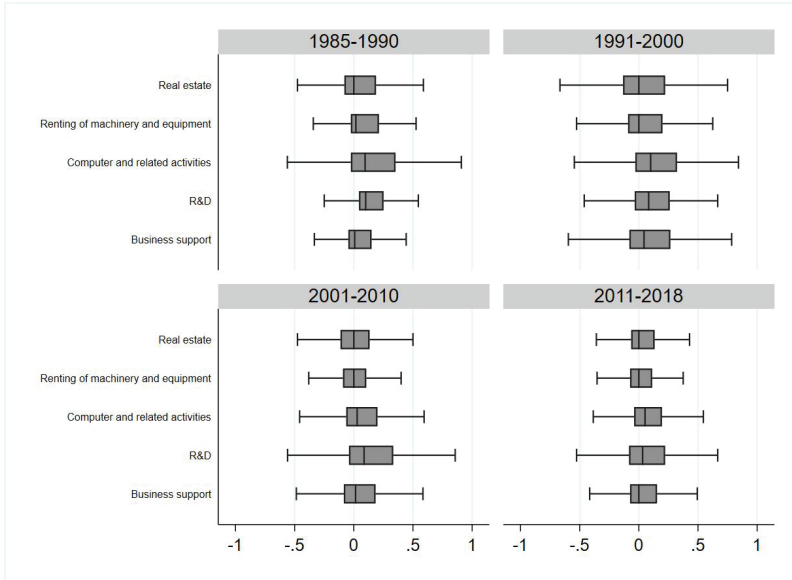 1985-1990
1991-2000
Real estate
Renting of machinery and equipment
Computer and related activities
R&D
Business support
2001-2010
2011-2018
Real estate
Renting of machinery and equipment
Computer and related activities
R&D
Business support
-1 -.5 0 .5 1
-1 -.5 0 .5 1